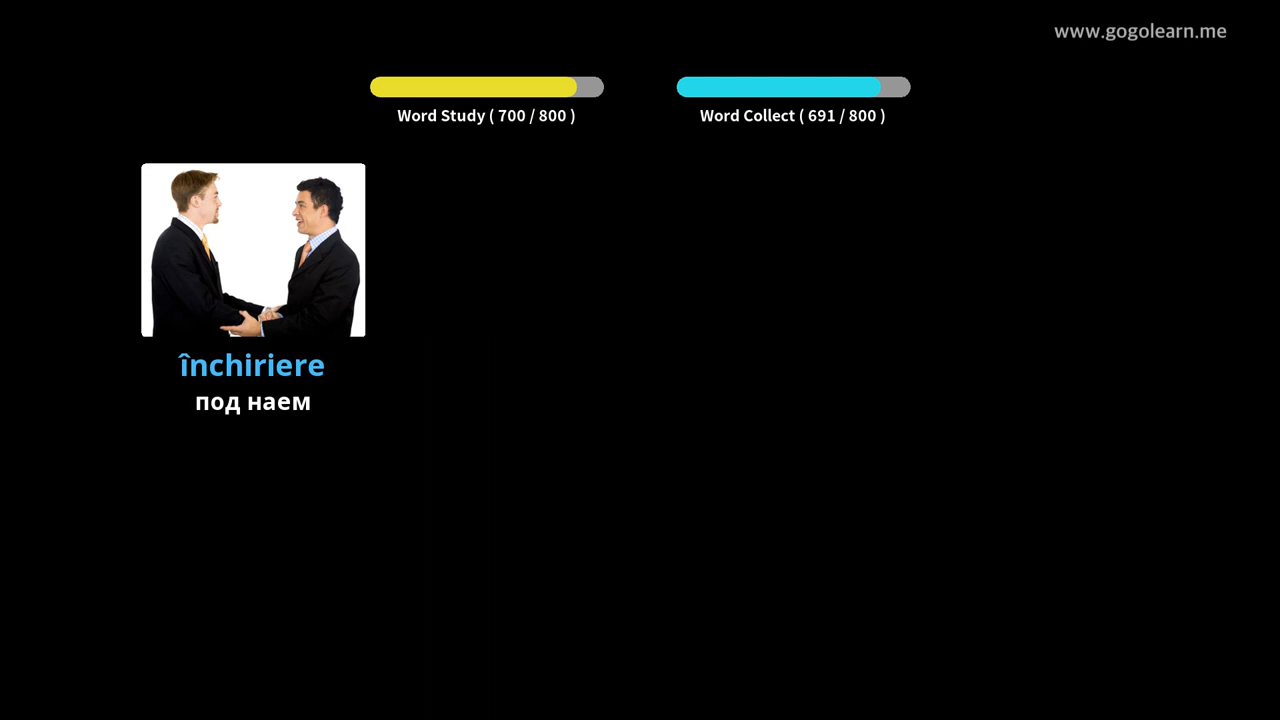 www.gogolearn.me
Word Study ( 700 / 800 )
Word Collect ( 691 / 800 )
închiriere
под наем